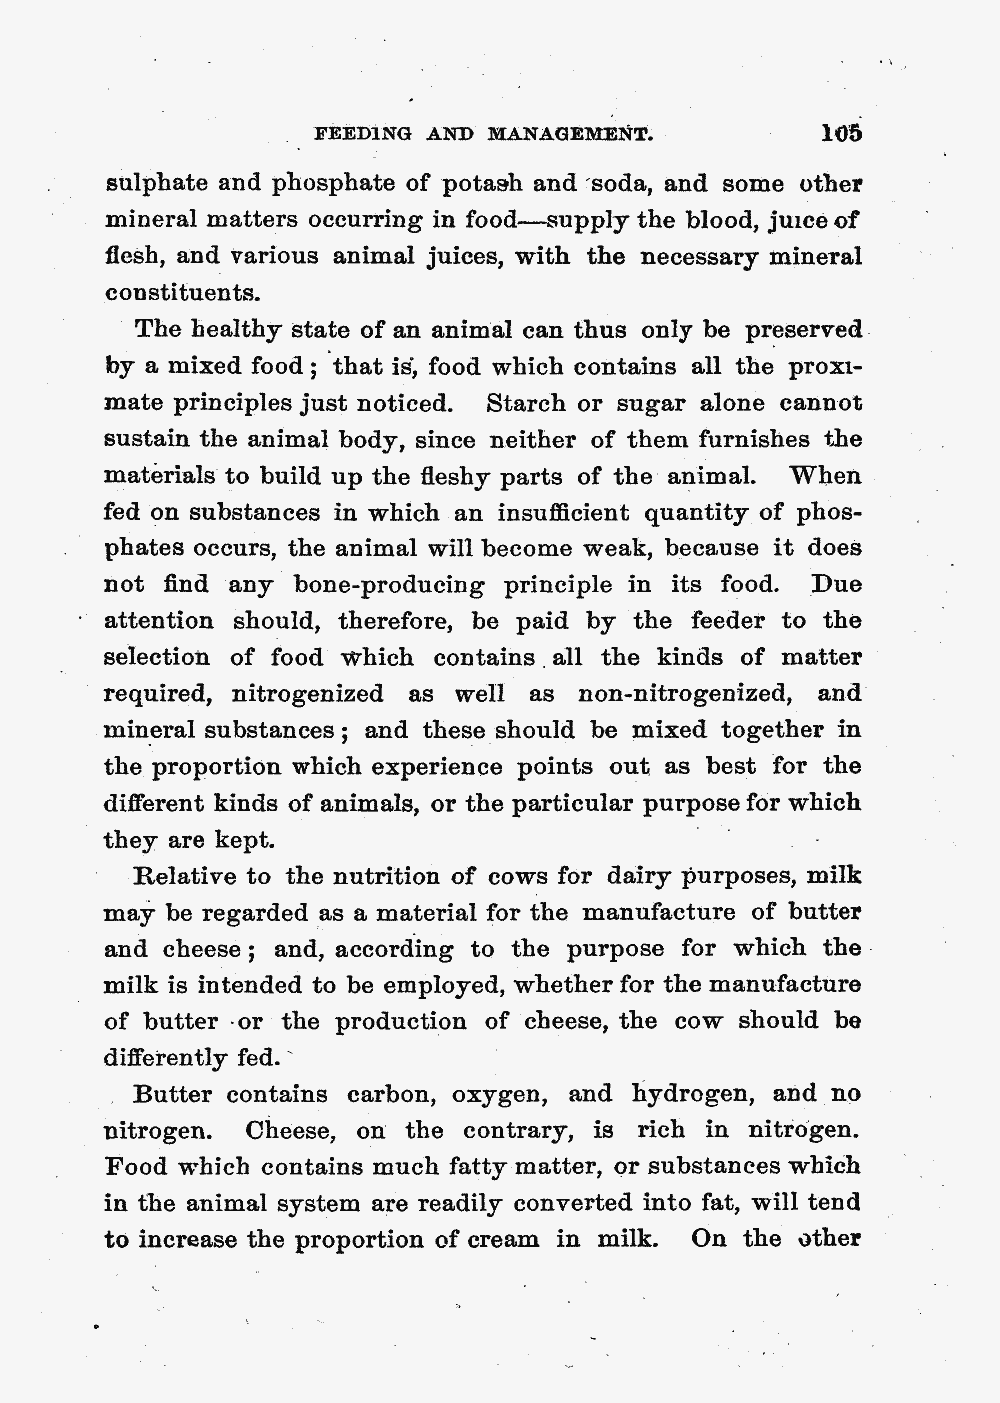 FEEDING AND MANAGEMENT. 105
sulphate and phosphate of potash and soda, and some other
mineral matters occurring in food—supply the blood, juice of
flesh, and various animal juices, with the necessary mineral
constituents.
The healthy state of an animal can thus only be preserved
by a mixed food; that is, food which contains all the proxi-
mate principles just noticed. Starch or sugar alone cannot
sustain the animal body, since neither of them furnishes the
materials to build up the fleshy parts of the animal. When
fed on substances in which an insufficient quantity of phos-
phates occurs, the animal will become weak, because it does
not find any bone-producing principle in its food. Due
attention should, therefore, be paid by the feeder to the
selection of food which contains all the kinds of matter
required, nitrogenized as well as non-nitrogenized, and
mineral substances; and these should be mixed together in
the proportion which experience points out as best for the
different kinds of animals, or the particular purpose for which
they are kept.
Relative to the nutrition of cows for dairy purposes, milk
may be regarded as a material for the manufacture of butter
and cheese; and, according to the purpose for which the
milk is intended to be employed, whether for the manufacture
of butter or the production of cheese, the cow should be
differently fed.
Butter contains carbon, oxygen, and hydrogen, and no
nitrogen. Cheese, on the contrary, is rich in nitrogen.
Food which contains much fatty matter, or substances which
in the animal system are readily converted into fat, will tend
to increase the proportion of cream in milk. On the other